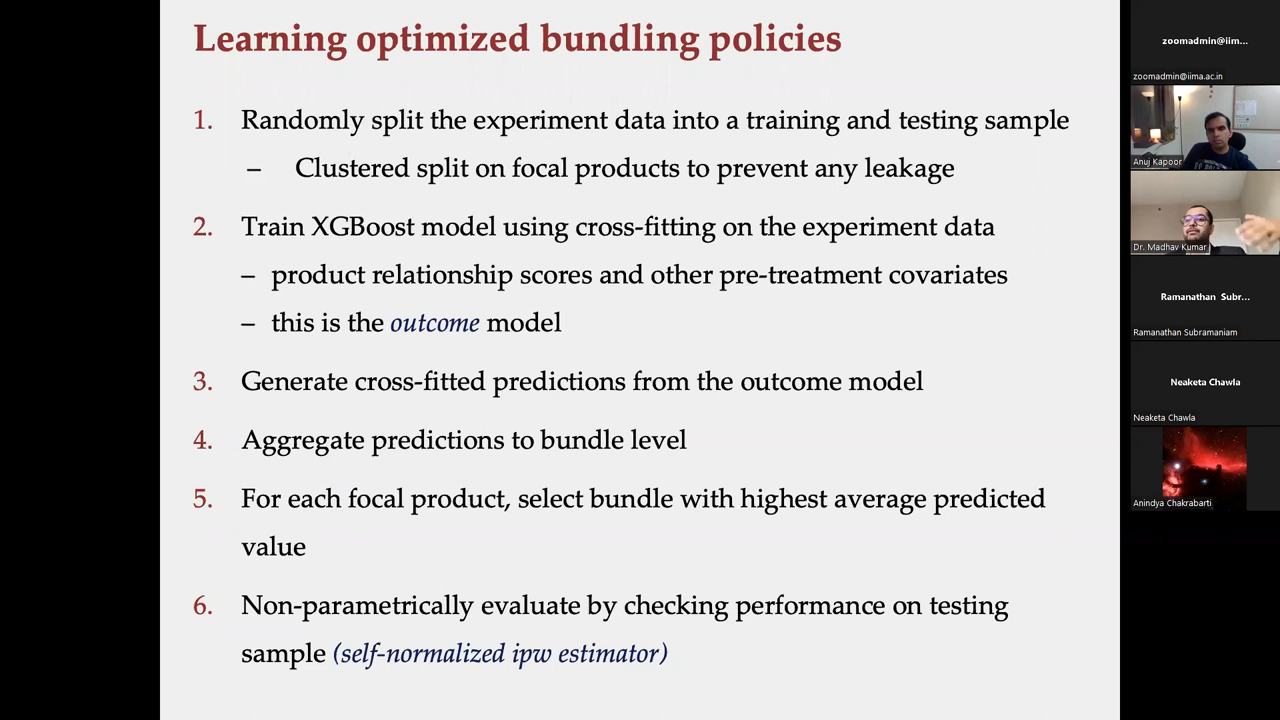 Learning optimized bundling policies
1. Randomly split the experiment data into a training and testing sample
– Clustered split on focal products to prevent any leakage
2. Train XGBoost model using cross-fitting on the experiment data
– product relationship scores and other pre-treatment covariates
– this is the outcome model
3. Generate cross-fitted predictions from the outcome model
4. Aggregate predictions to bundle level
5. For each focal product, select bundle with highest average predicted
value
6. Non-parametrically evaluate by checking performance on testing
sample (self-normalized ipw estimator)
zoomadmin@iim...
zoomadmin@iima.ac.in
Anuj Kapoor
Dr. Madhav Kumar
Ramanathan Subr...
Ramanathan Subramaniam
Neaketa Chawla
Neaketa Chawla
Anindya Chakrabarti